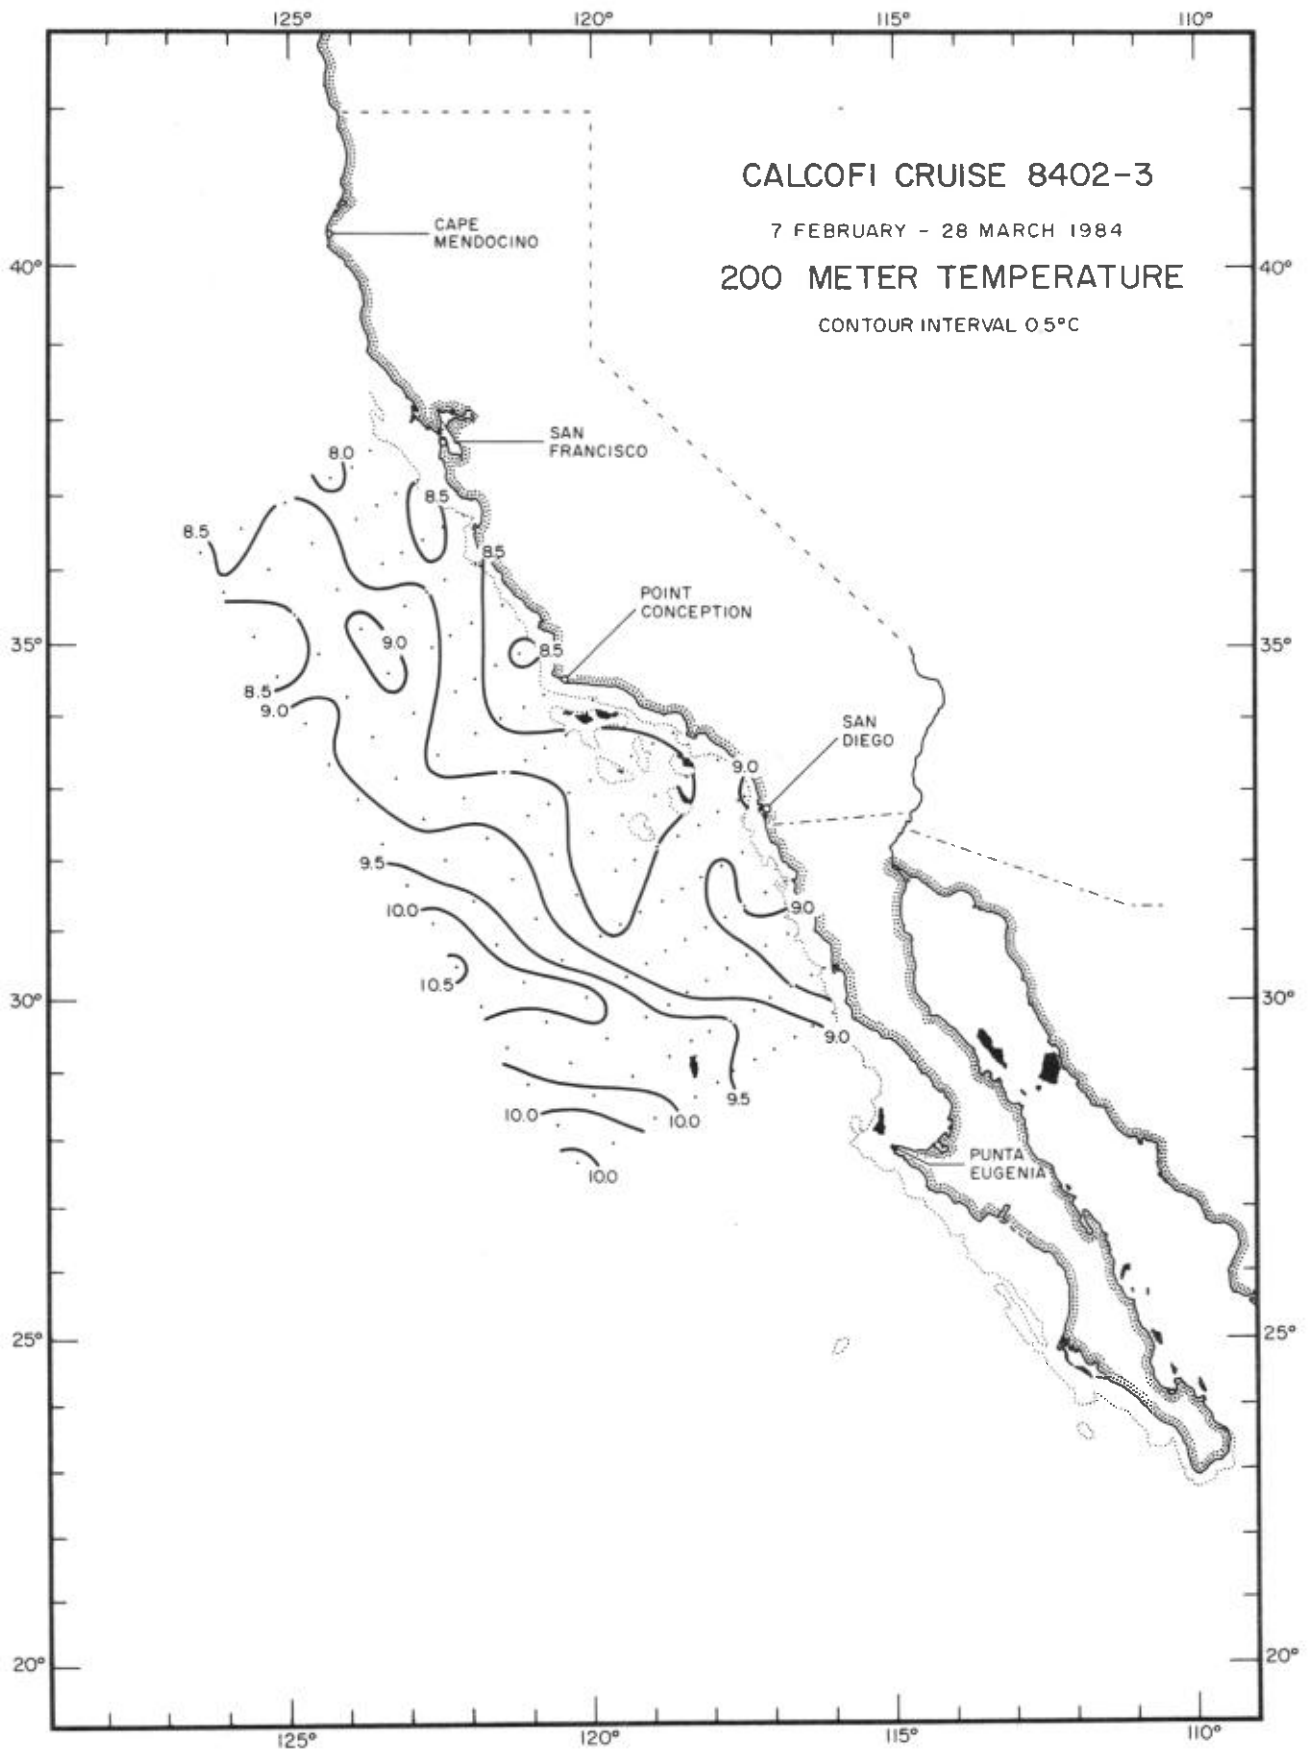 125°
120°
115°
110°
CALCOFI CRUISE 8402-3
7 FEBRUARY - 28 MARCH 1984
200 METER TEMPERATURE
CONTOUR INTERVAL 0.5°C
CAPE
MENDOCINO
40°
40°
SAN
FRANCISCO
8.0
8.5
8.5
8.5
POINT
CONCEPTION
35°
9.0
8.5
35°
8.5
9.0
SAN
DIEGO
9.0
9.5
10.0
9.0
10.5
30°
30°
9.0
9.5
10.0
10.0
PUNTA
EUGENIA
10.0
25°
25°
20°
20°
125°
120°
115°
110°